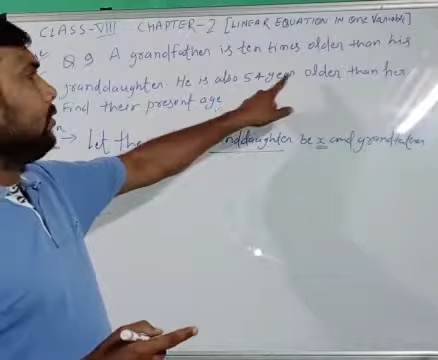 CLASS-VIII CHAPTER-2 [LINEAR EQUATION IN ONE Variable]
Q 9 A grandfather is ten times older than his
granddaughter. He is also 54 year older than her
Find their present age
→ Let the nddaughter be x and grandfather